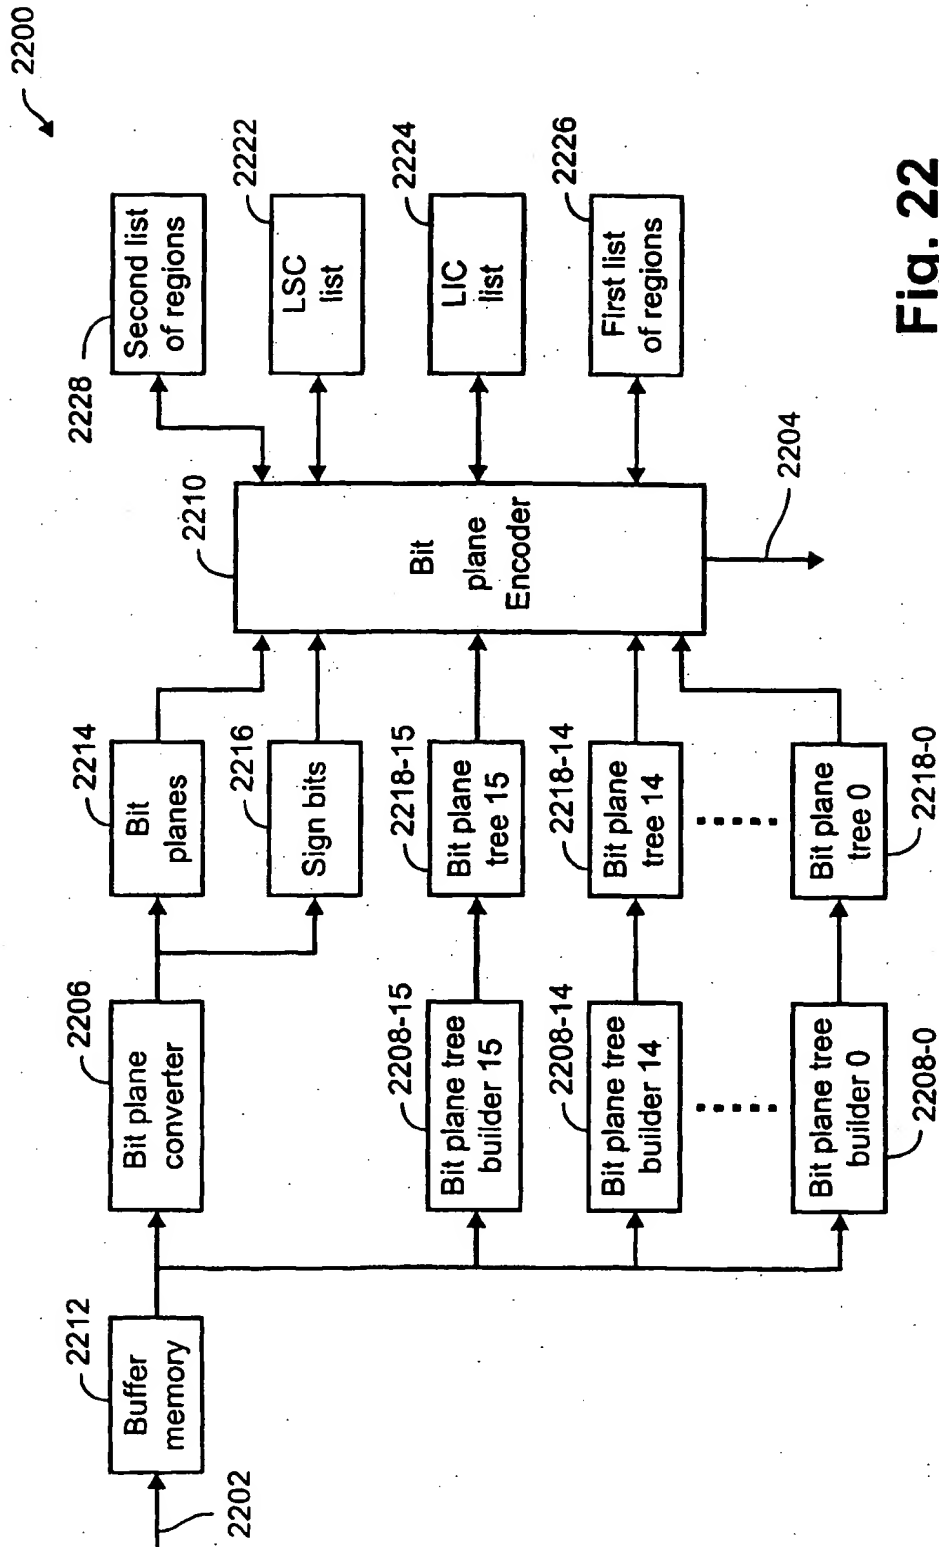 2200
2202
2212
Buffer
memory
2206
Bit plane
converter
2214
Bit
planes
2216
Sign bits
2208-15
Bit plane tree
builder 15
2218-15
Bit plane
tree 15
2208-14
Bit plane tree
builder 14
2218-14
Bit plane
tree 14
Bit plane tree
builder 0
2208-0
Bit plane
tree 0
2218-0
2210
Bit
plane
Encoder
2204
2228
Second list
of regions
2222
LSC
list
2224
LIC
list
2226
First list
of regions
Fig. 22